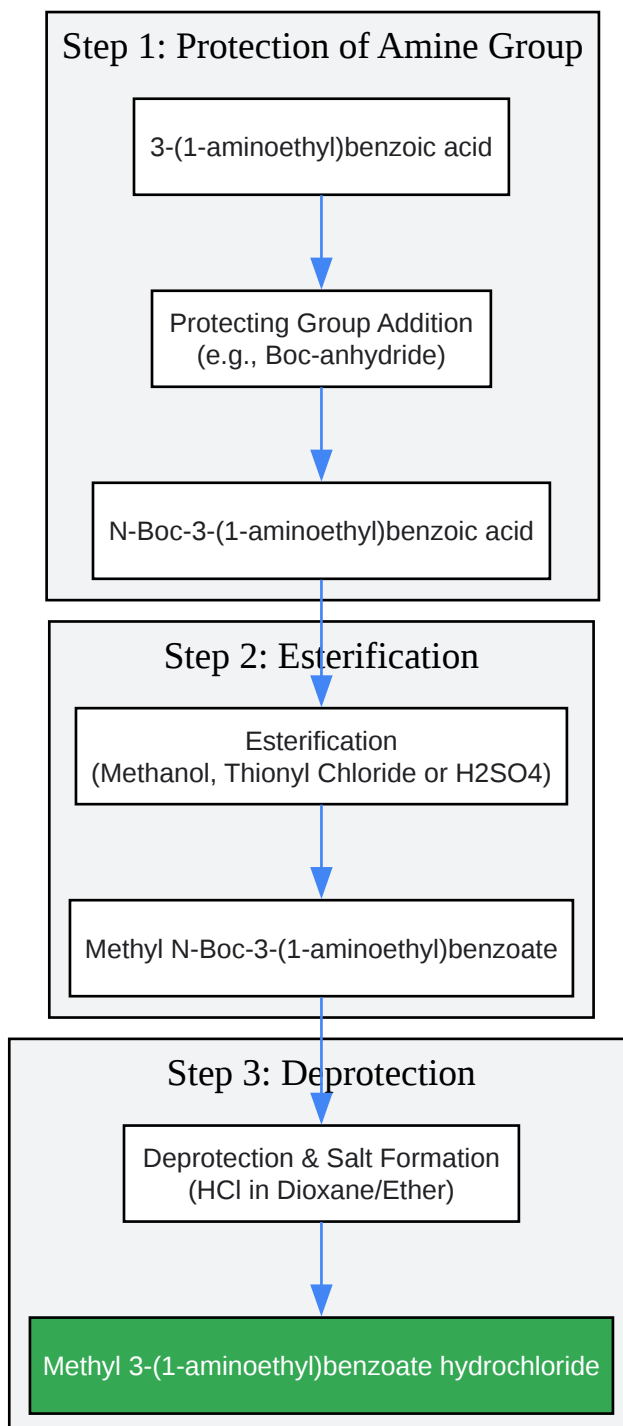 Step 1: Protection of Amine Group
3-(1-aminoethyl)benzoic acid
Protecting Group Addition
(e.g., Boc-anhydride)
N-Boc-3-(1-aminoethyl)benzoic acid
Step 2: Esterification
Esterification
(Methanol, Thionyl Chloride or H2SO4)
Methyl N-Boc-3-(1-aminoethyl)benzoate
Step 3: Deprotection
Deprotection & Salt Formation
(HCl in Dioxane/Ether)
Methyl 3-(1-aminoethyl)benzoate hydrochloride